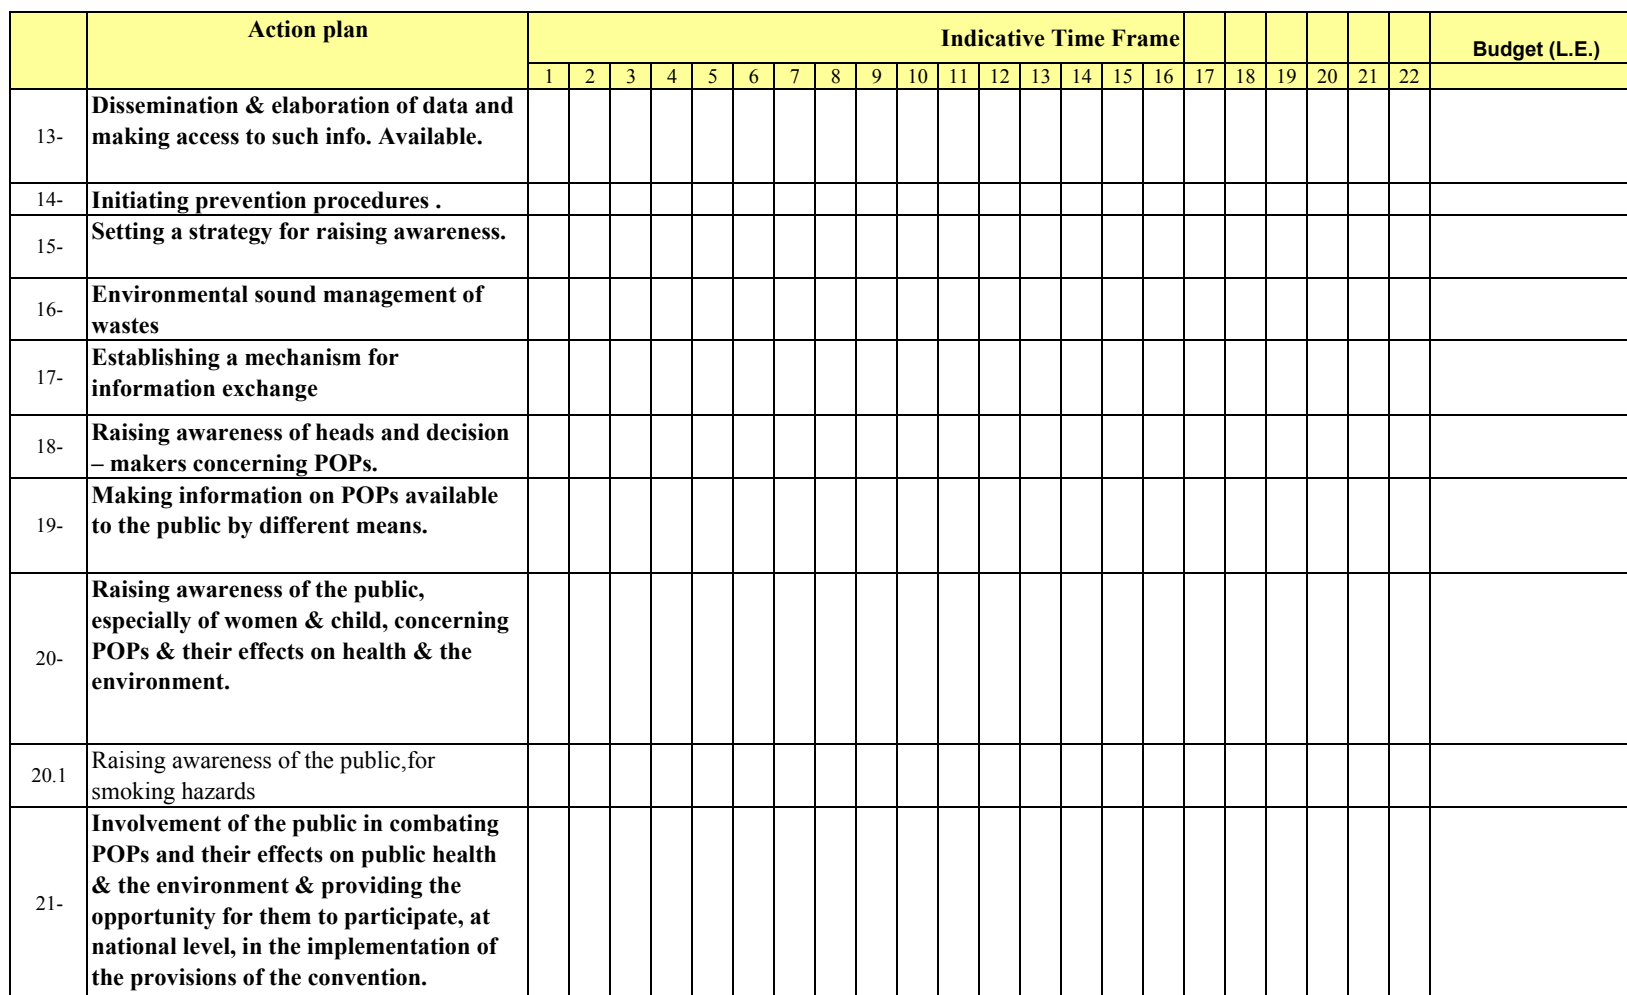 Action plan
Indicative Time Frame
Budget (L.E.)
1 2 3 4 5 6 7 8 9 10 11 12 13 14 15 16 17 18 19 20 21 22
13-
Dissemination & elaboration of data and
making access to such info. Available.
14-
Initiating prevention procedures .
15-
Setting a strategy for raising awareness.
16-
Environmental sound management of
wastes
17-
Establishing a mechanism for
information exchange
18-
Raising awareness of heads and decision
– makers concerning POPs.
19-
Making information on POPs available
to the public by different means.
20-
Raising awareness of the public,
especially of women & child, concerning
POPs & their effects on health & the
environment.
20.1
Raising awareness of the public,for
smoking hazards
21-
Involvement of the public in combating
POPs and their effects on public health
& the environment & providing the
opportunity for them to participate, at
national level, in the implementation of
the provisions of the convention.